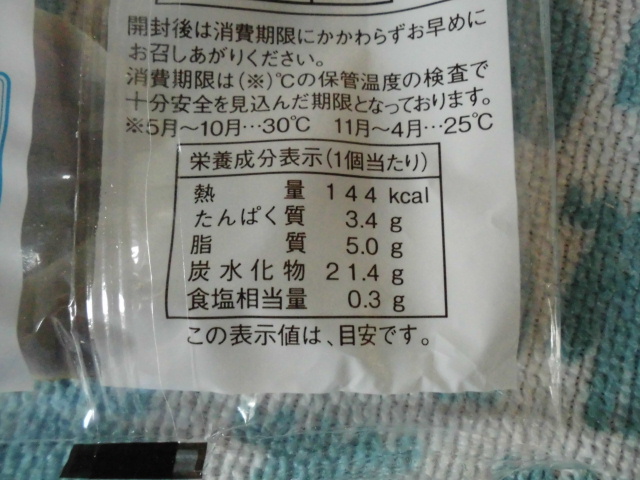 開封後は消費期限にかかわらずお早めに
お召しあがりください。
消費期限は(※)℃の保管温度の検査で
十分安全を見込んだ期限となっております。
※5月～10月…30℃ 11月～4月…25℃
栄養成分表示(1個当たり)
熱量 144 kcal
たんぱく質 3.4 g
脂質 5.0 g
炭水化物 21.4 g
食塩相当量 0.3 g
この表示値は、目安です。